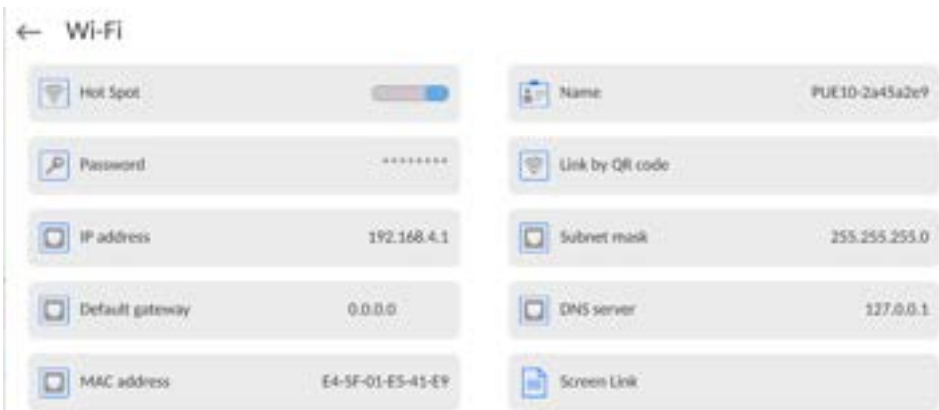 Wi-Fi
Hot Spot
Name PUE10-2a45a2e9
Password ********
Link by QR code
IP address 192.168.4.1
Subnet mask 255.255.255.0
Default gateway 0.0.0.0
DNS server 127.0.0.1
MAC address E4-5F-01-E5-41-E9
Screen Link